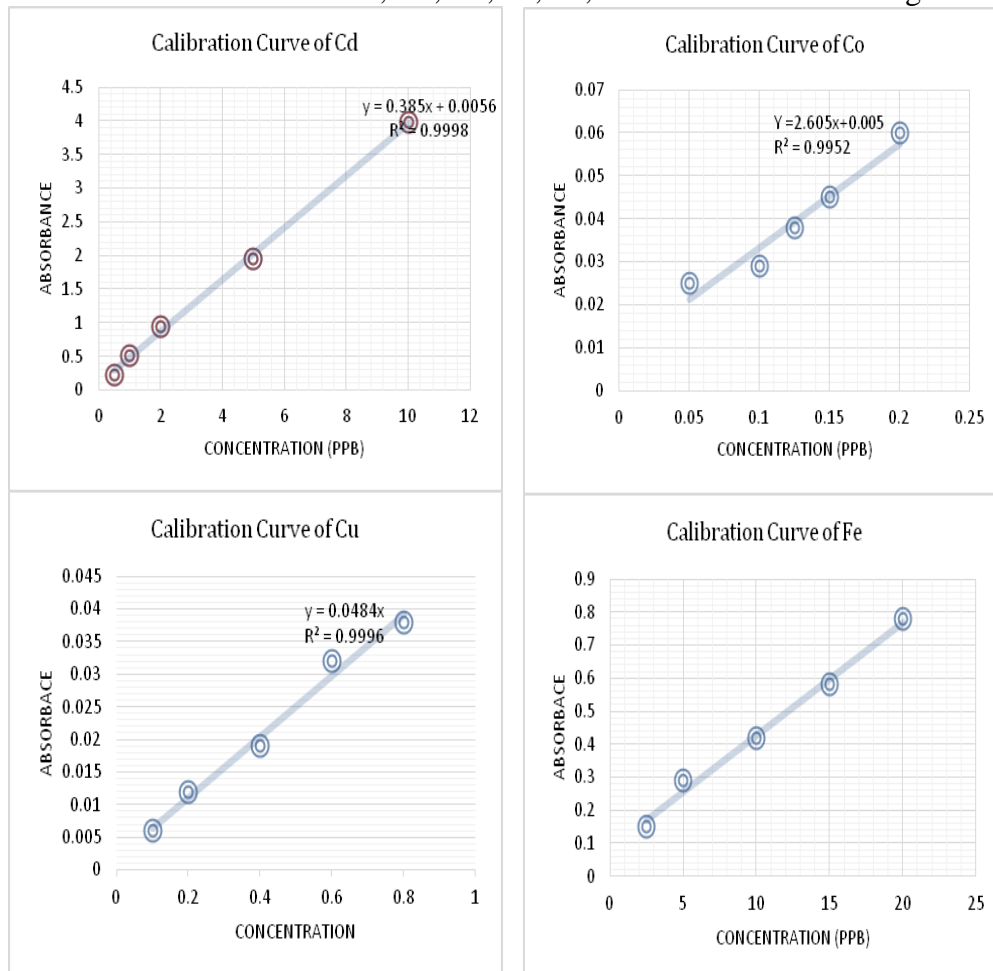 Calibration Curve of Cd
4.5
4
3.5
3
2.5
2
1.5
1
0.5
0
y = 0.385x + 0.0056
R² = 0.9998
ABSORBANCE
0 2 4 6 8 10 12
CONCENTRATION (PPB)
Calibration Curve of Co
0.07
0.06
0.05
0.04
0.03
0.02
0.01
0
Y =2.605x+0.005
R² = 0.9952
ABSORBANCE
0 0.05 0.1 0.15 0.2 0.25
CONCENTRATION (PPB)
Calibration Curve of Cu
0.045
0.04
0.035
0.03
0.025
0.02
0.015
0.01
0.005
0
y = 0.0484x
R² = 0.9996
ABSORBACE
0 0.2 0.4 0.6 0.8 1
CONCENTRATION
Calibration Curve of Fe
0.9
0.8
0.7
0.6
0.5
0.4
0.3
0.2
0.1
0
ABSORBACE
0 5 10 15 20 25
CONCENTRATION (PPB)